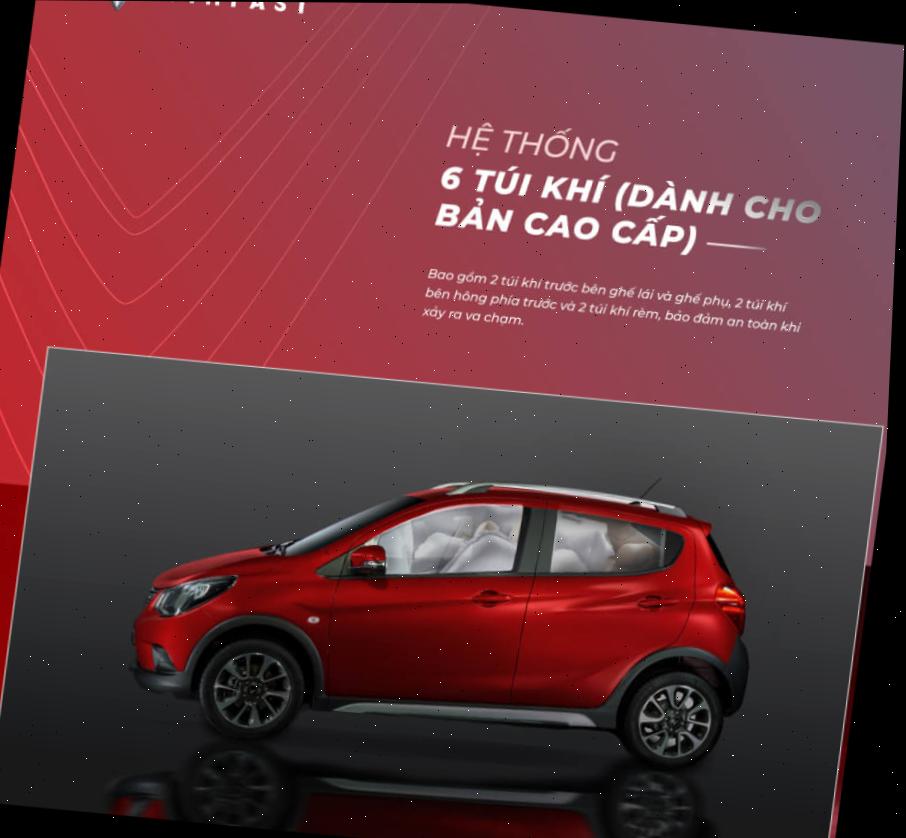 HỆ THỐNG
6 TÚI KHÍ (DÀNH CHO
BẢN CAO CẤP)
Bao gồm 2 túi khí trước bên ghế lái và ghế phụ, 2 túi khí
bên hông phía trước và 2 túi khí rèm, bảo đảm an toàn khi
xảy ra va chạm.